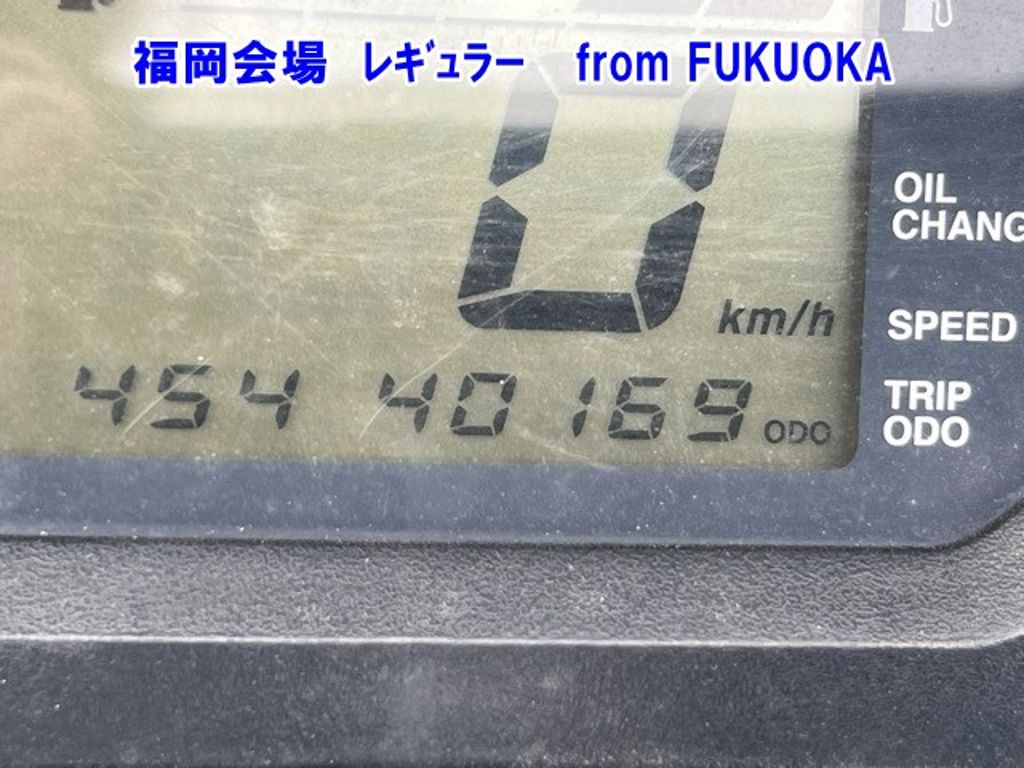 福岡会場 レギュラー from FUKUOKA
0
km/h
OIL
CHANG
SPEED
TRIP
ODO
454 40169 ODO